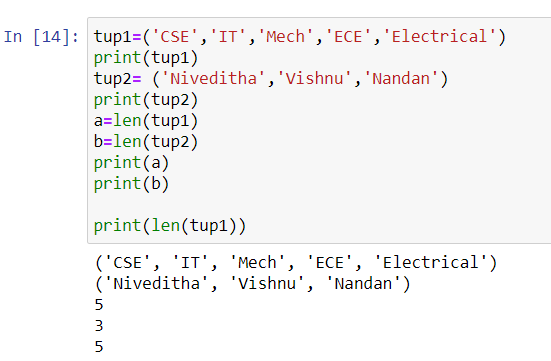 In [14]: tup1=('CSE','IT','Mech','ECE','Electrical')
print(tup1)
tup2= ('Niveditha','Vishnu','Nandan')
print(tup2)
a=len(tup1)
b=len(tup2)
print(a)
print(b)
print(len(tup1))
('CSE', 'IT', 'Mech', 'ECE', 'Electrical')
('Niveditha', 'Vishnu', 'Nandan')
5
3
5